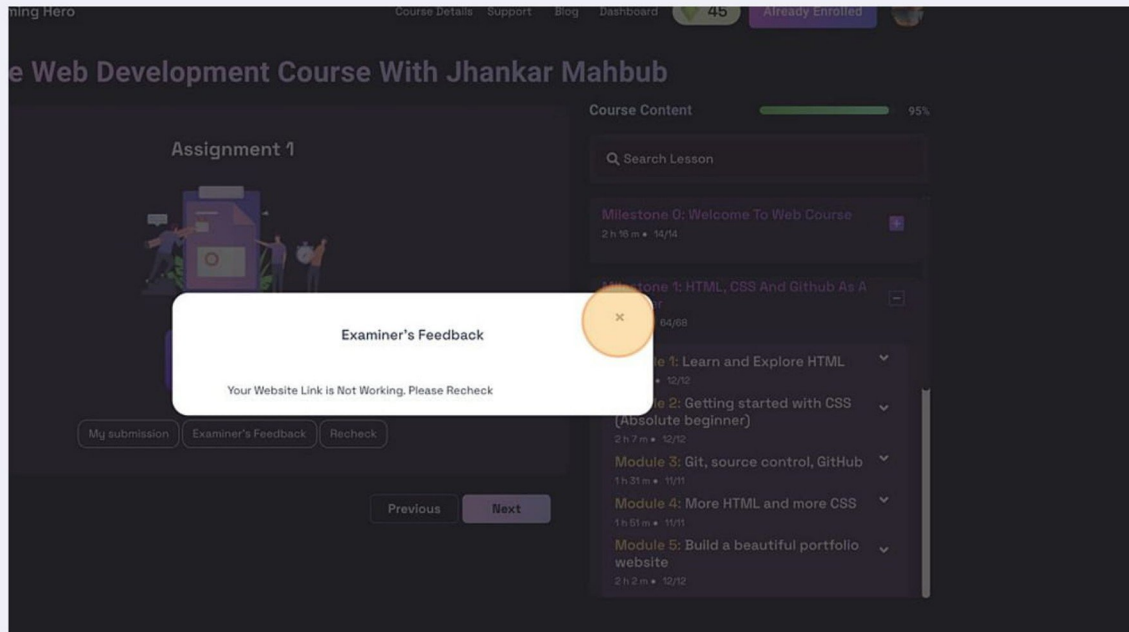 ming Hero
Course Details Support Blog Dashboard 45 Already Enrolled
e Web Development Course With Jhankar Mahbub
Course Content 95%
Assignment 1
Search Lesson
Milestone 0: Welcome To Web Course
2 h 16 m • 14/14
Milestone 1: HTML, CSS And Github As A
64/68
×
Examiner's Feedback
Your Website Link is Not Working. Please Recheck
le 1: Learn and Explore HTML
• 12/12
le 2: Getting started with CSS
(Absolute beginner)
2 h 7 m • 12/12
My submission Examiner's Feedback Recheck
Module 3: Git, source control, GitHub
1 h 31 m • 11/11
Module 4: More HTML and more CSS
1 h 51 m • 11/11
Previous Next
Module 5: Build a beautiful portfolio
website
2 h 2 m • 12/12